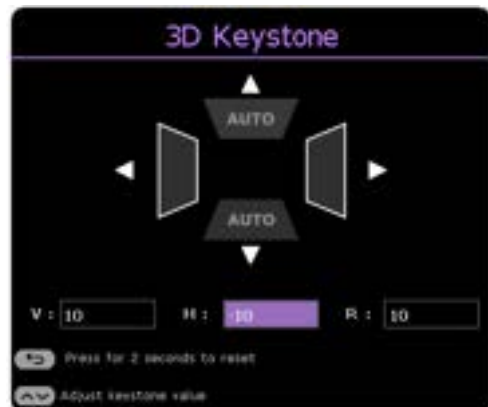 3D Keystone
AUTO
AUTO
V : 10 H : -10 R : 10
Press for 2 seconds to reset
Adjust keystone value